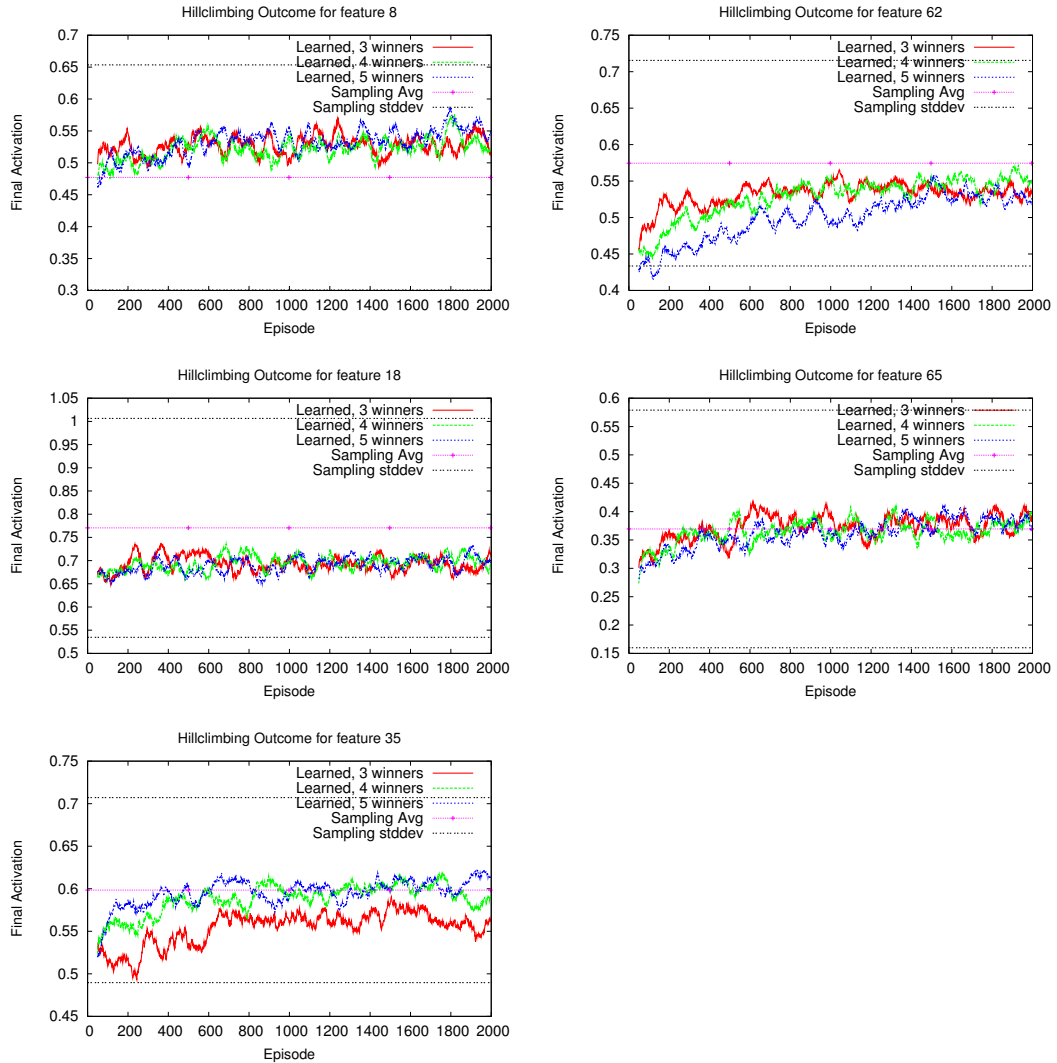 Hillclimbing Outcome for feature 8
0.7
0.65
0.6
0.55
0.5
0.45
0.4
0.35
0.3
0 200 400 600 800 1000 1200 1400 1600 1800 2000
Final Activation
Episode
Learned, 3 winners
Learned, 4 winners
Learned, 5 winners
Sampling Avg
Sampling stddev
Hillclimbing Outcome for feature 62
0.75
0.7
0.65
0.6
0.55
0.5
0.45
0.4
0 200 400 600 800 1000 1200 1400 1600 1800 2000
Final Activation
Episode
Learned, 3 winners
Learned, 4 winners
Learned, 5 winners
Sampling Avg
Sampling stddev
Hillclimbing Outcome for feature 18
1.05
1
0.95
0.9
0.85
0.8
0.75
0.7
0.65
0.6
0.55
0.5
0 200 400 600 800 1000 1200 1400 1600 1800 2000
Final Activation
Episode
Learned, 3 winners
Learned, 4 winners
Learned, 5 winners
Sampling Avg
Sampling stddev
Hillclimbing Outcome for feature 65
0.6
0.55
0.5
0.45
0.4
0.35
0.3
0.25
0.2
0.15
0 200 400 600 800 1000 1200 1400 1600 1800 2000
Final Activation
Episode
Learned, 3 winners
Learned, 4 winners
Learned, 5 winners
Sampling Avg
Sampling stddev
Hillclimbing Outcome for feature 35
0.75
0.7
0.65
0.6
0.55
0.5
0.45
0 200 400 600 800 1000 1200 1400 1600 1800 2000
Final Activation
Episode
Learned, 3 winners
Learned, 4 winners
Learned, 5 winners
Sampling Avg
Sampling stddev